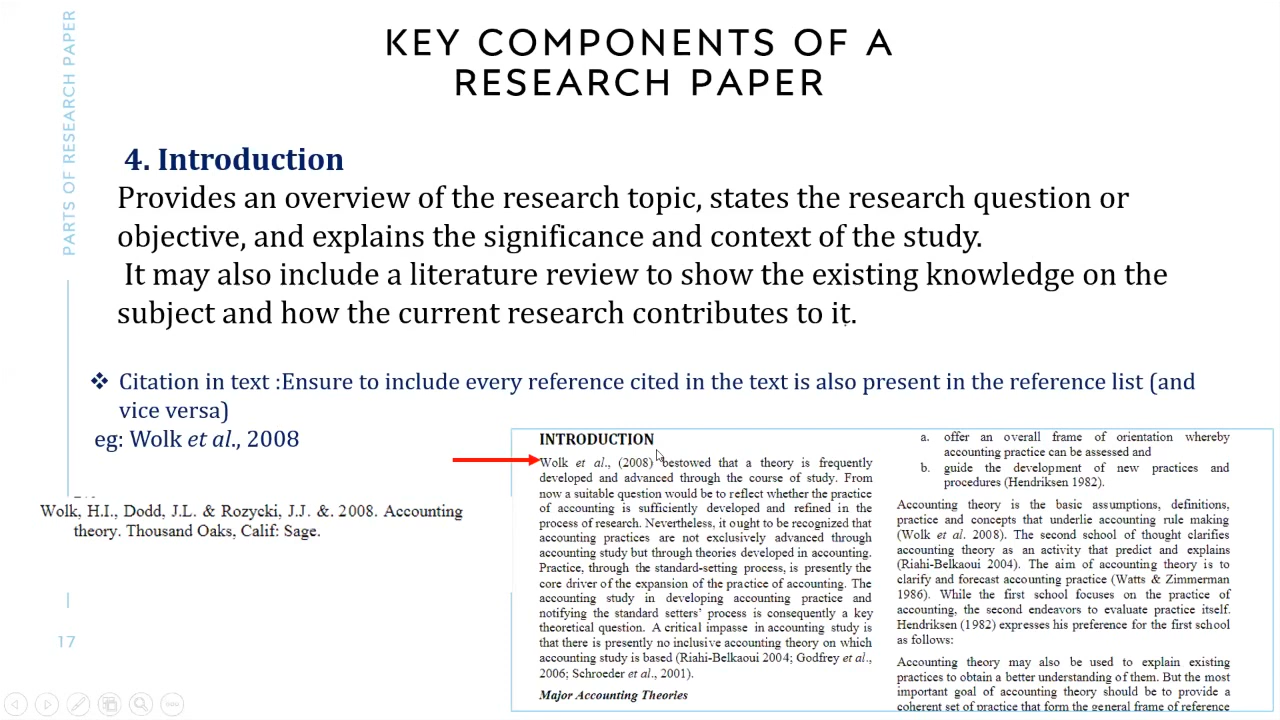 PARTS OF RESEARCH PAPER
KEY COMPONENTS OF A
RESEARCH PAPER
4. Introduction
Provides an overview of the research topic, states the research question or
objective, and explains the significance and context of the study.
It may also include a literature review to show the existing knowledge on the
subject and how the current research contributes to it.
❖ Citation in text :Ensure to include every reference cited in the text is also present in the reference list (and
vice versa)
eg: Wolk et al., 2008
Wolk, H.I., Dodd, J.L. & Rozycki, J.J. &. 2008. Accounting
theory. Thousand Oaks, Calif: Sage.
17
INTRODUCTION
Wolk et al., (2008) bestowed that a theory is frequently
developed and advanced through the course of study. From
now a suitable question would be to reflect whether the practice
of accounting is sufficiently developed and refined in the
process of research. Nevertheless, it ought to be recognized that
accounting practices are not exclusively advanced through
accounting study but through theories developed in accounting.
Practice, through the standard-setting process, is presently the
core driver of the expansion of the practice of accounting. The
accounting study in developing accounting practice and
notifying the standard setters’ process is consequently a key
theoretical question. A critical impasse in accounting study is
that there is presently no inclusive accounting theory on which
accounting study is based (Riahi-Belkaoui 2004; Godfrey et al.,
2006; Schroeder et al., 2001).
Major Accounting Theories
a. offer an overall frame of orientation whereby
accounting practice can be assessed and
b. guide the development of new practices and
procedures (Hendriksen 1982).
Accounting theory is the basic assumptions, definitions,
practice and concepts that underlie accounting rule making
(Wolk et al. 2008). The second school of thought clarifies
accounting theory as an activity that predict and explains
(Riahi-Belkaoui 2004). The aim of accounting theory is to
clarify and forecast accounting practice (Watts & Zimmerman
1986). While the first school focuses on the practice of
accounting, the second endeavors to evaluate practice itself.
Hendriksen (1982) expresses his preference for the first school
as follows:
Accounting theory may also be used to explain existing
practices to obtain a better understanding of them. But the most
important goal of accounting theory should be to provide a
coherent set of practice that form the general frame of reference